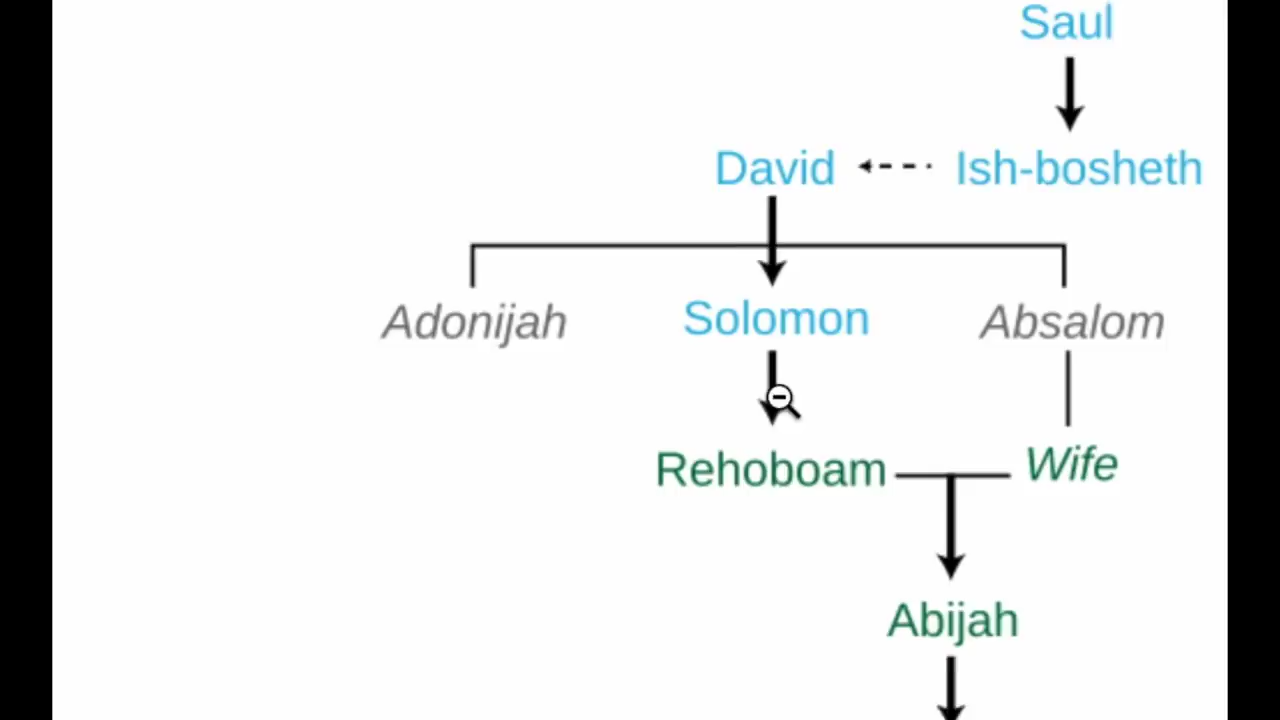 Saul
David Ish-bosheth
Adonijah Solomon Absalom
Rehoboam Wife
Abijah